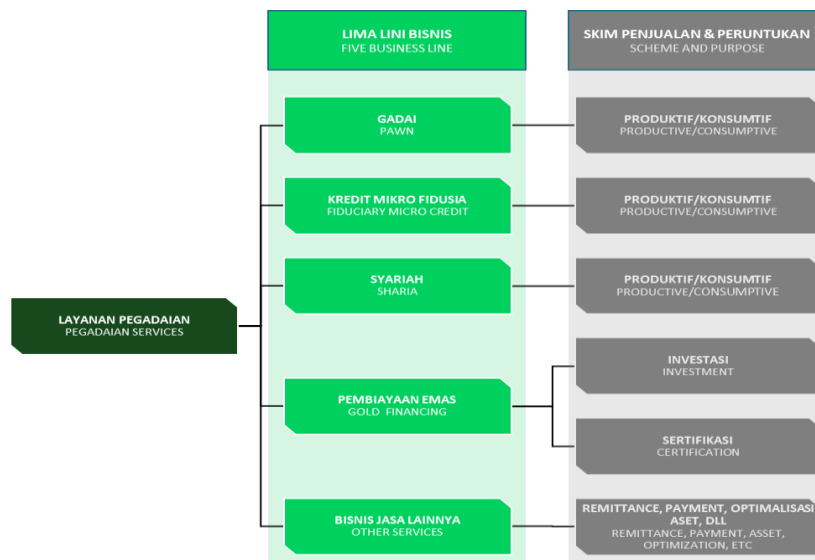 LIMA LINI BISNIS
FIVE BUSINESS LINE
SKIM PENJUALAN & PERUNTUKAN
SCHEME AND PURPOSE
GADAI
PAWN
PRODUKTIF/KONSUMTIF
PRODUCTIVE/CONSUMPTIVE
KREDIT MIKRO FIDUSIA
FIDUCIARY MICRO CREDIT
PRODUKTIF/KONSUMTIF
PRODUCTIVE/CONSUMPTIVE
SYARIAH
SHARIA
PRODUKTIF/KONSUMTIF
PRODUCTIVE/CONSUMPTIVE
LAYANAN PEGADAIAN
PEGADAIAN SERVICES
PEMBIAYAAN EMAS
GOLD FINANCING
INVESTASI
INVESTMENT
SERTIFIKASI
CERTIFICATION
BISNIS JASA LAINNYA
OTHER SERVICES
REMITTANCE, PAYMENT, OPTIMALISASI
ASET, DLL
REMITTANCE, PAYMENT, ASSET,
OPTIMIZATION, ETC